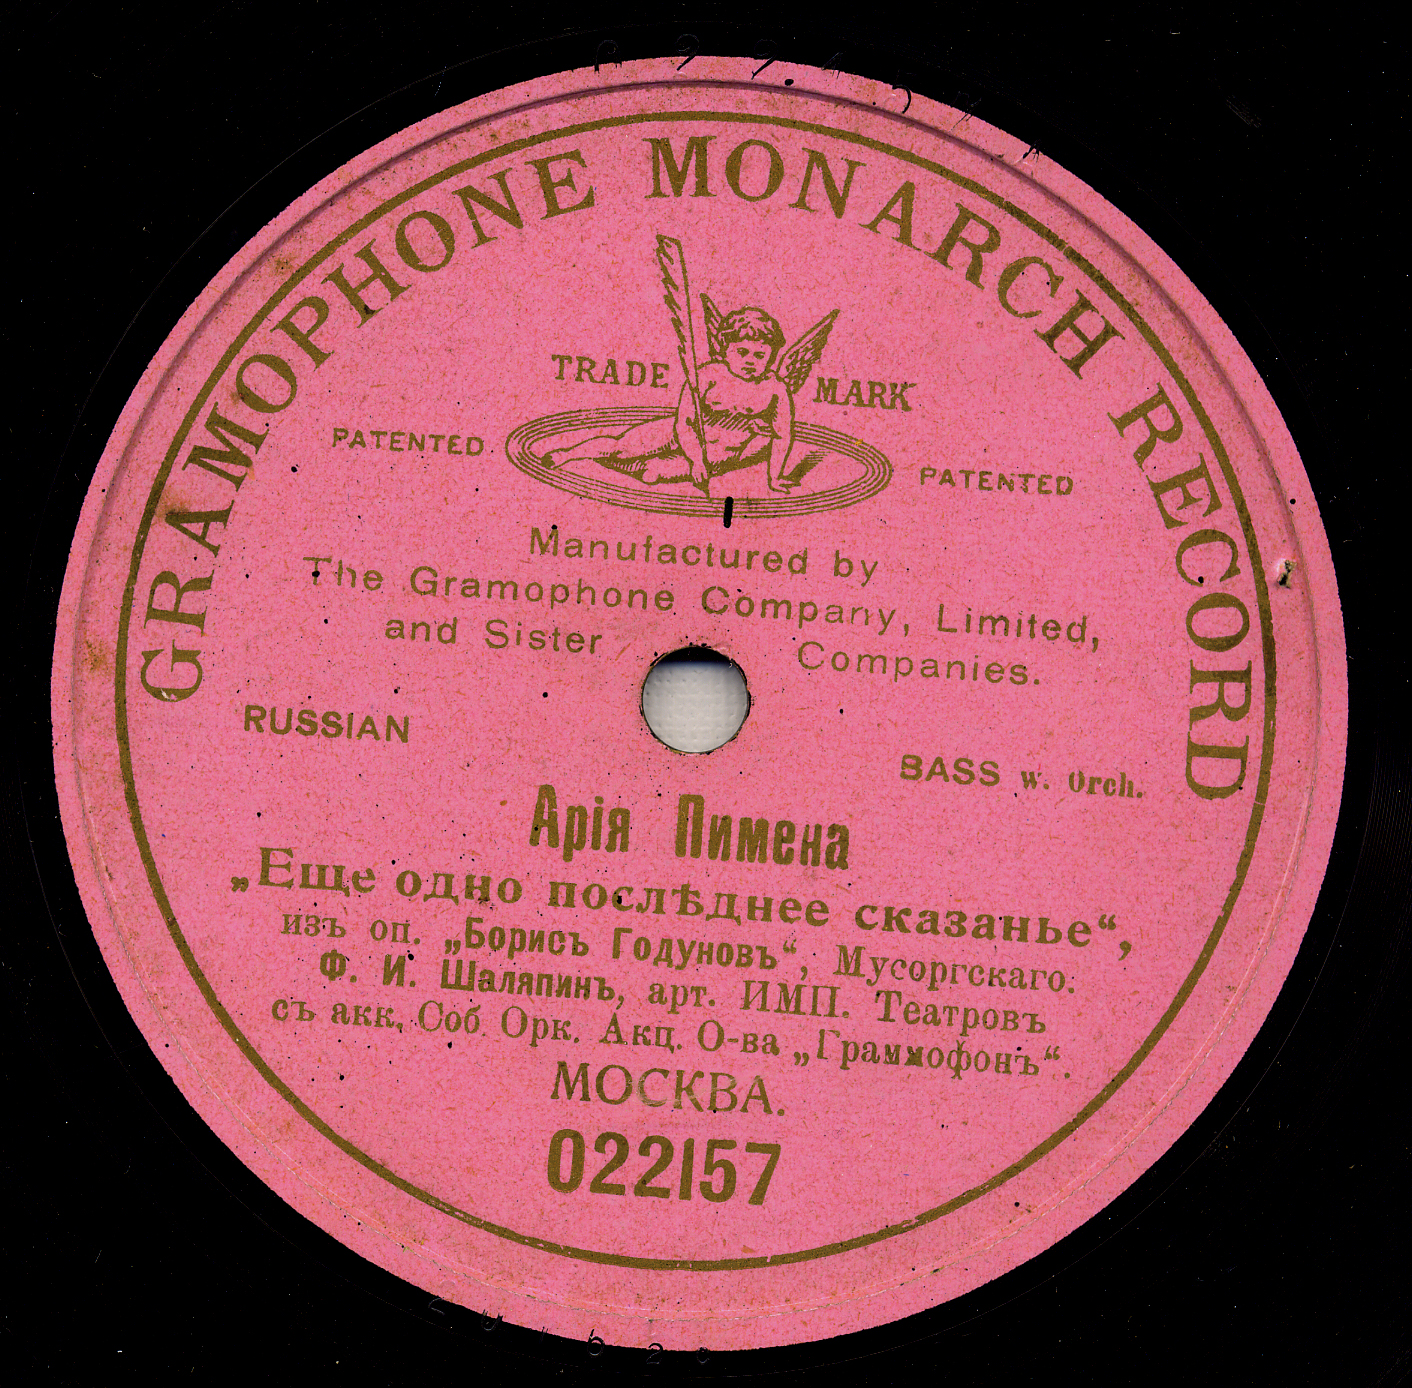 GRAMOPHONE MONARCH RECORD
TRADE MARK
PATENTED PATENTED
Manufactured by
The Gramophone Company, Limited,
and Sister Companies.
RUSSIAN
BASS w. Orch.
Арія Пимена
„Еще одно послѣднее сказанье“,
изъ оп. „Борисъ Годуновъ“, Мусоргскаго.
Ф. И. Шаляпинъ, арт. ИМП. Театровъ
съ акк. Соб. Орк. Акц. О-ва „Граммофонъ“.
МОСКВА.
022157